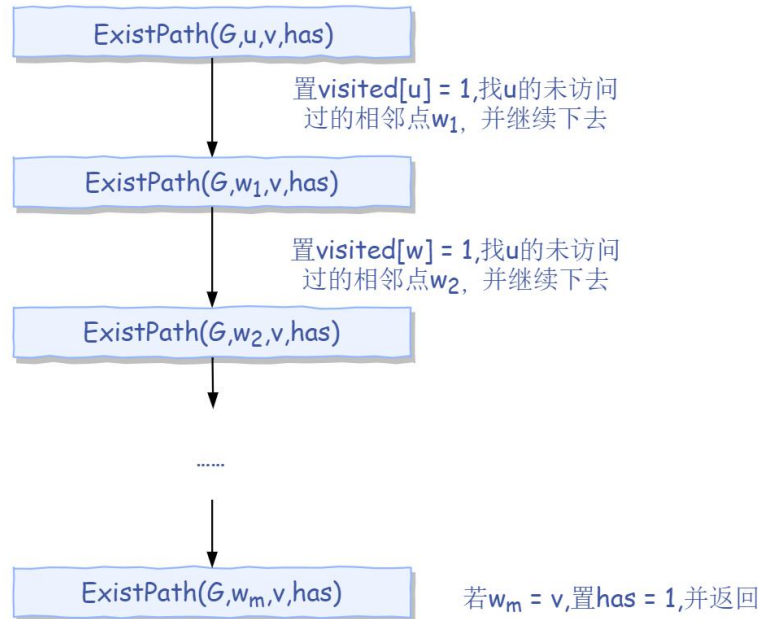 ExistPath(G,u,v,has)
置visited[u] = 1,找u的未访问
过的相邻点w₁, 并继续下去
ExistPath(G,w₁,v,has)
置visited[w] = 1,找u的未访问
过的相邻点w₂, 并继续下去
ExistPath(G,w₂,v,has)
......
ExistPath(G,wₘ,v,has)
若wₘ = v,置has = 1,并返回